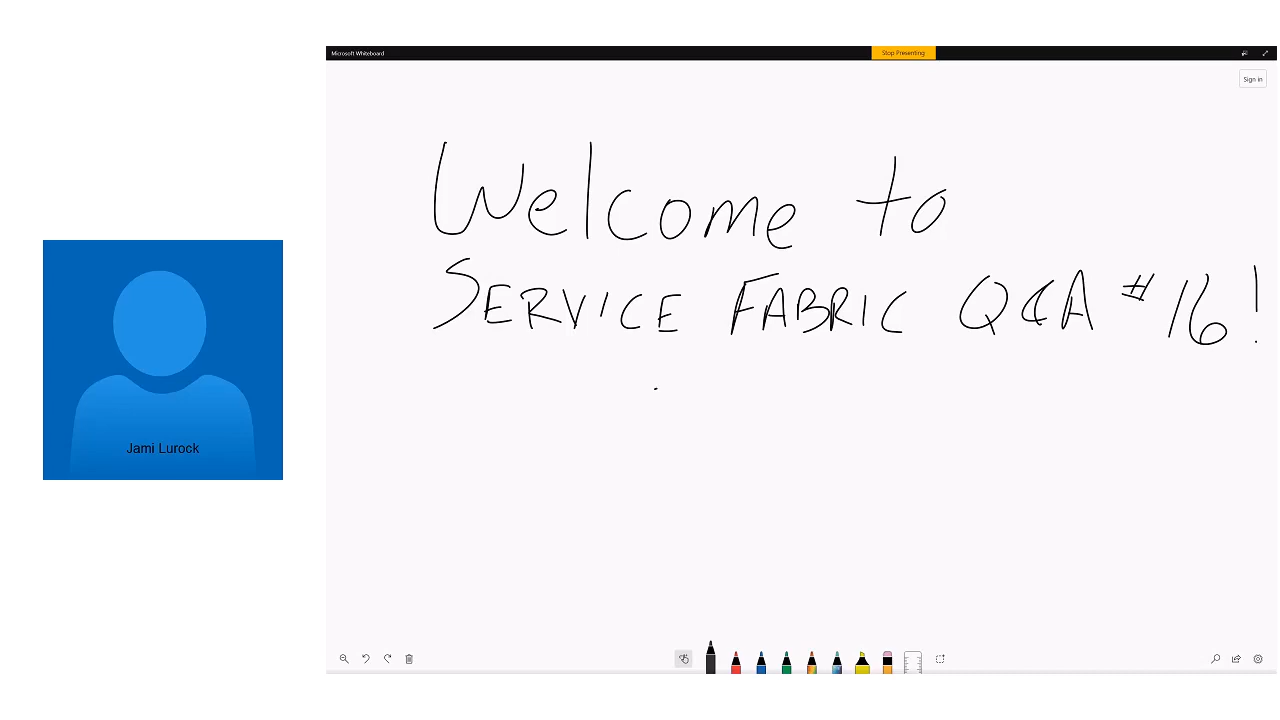 Microsoft Whiteboard
Stop Presenting
Sign in
Welcome to
SERVICE FABRIC Q&A #16!
Jami Lurock